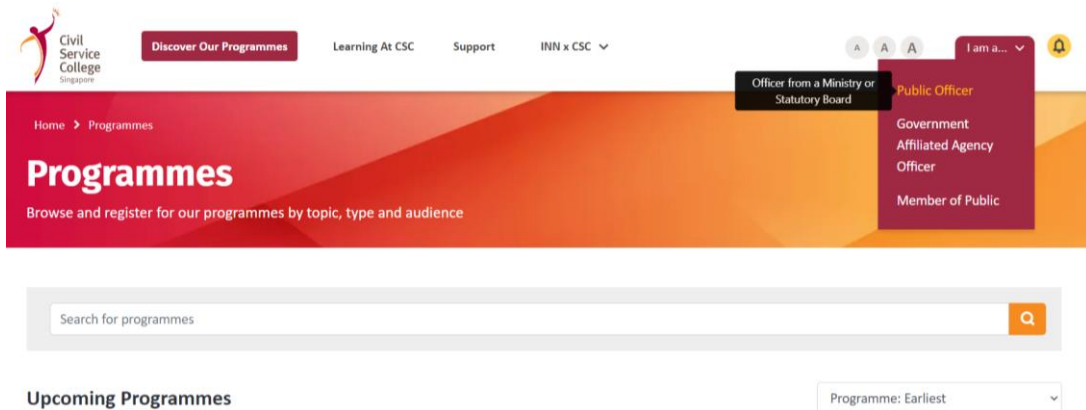 Civil
Service
College
Singapore
Discover Our Programmes
Learning At CSC
Support
INN x CSC
A A A
I am a...
Officer from a Ministry or
Statutory Board
Public Officer
Government
Affiliated Agency
Officer
Member of Public
Home > Programmes
Programmes
Browse and register for our programmes by topic, type and audience
Search for programmes
Upcoming Programmes
Programme: Earliest